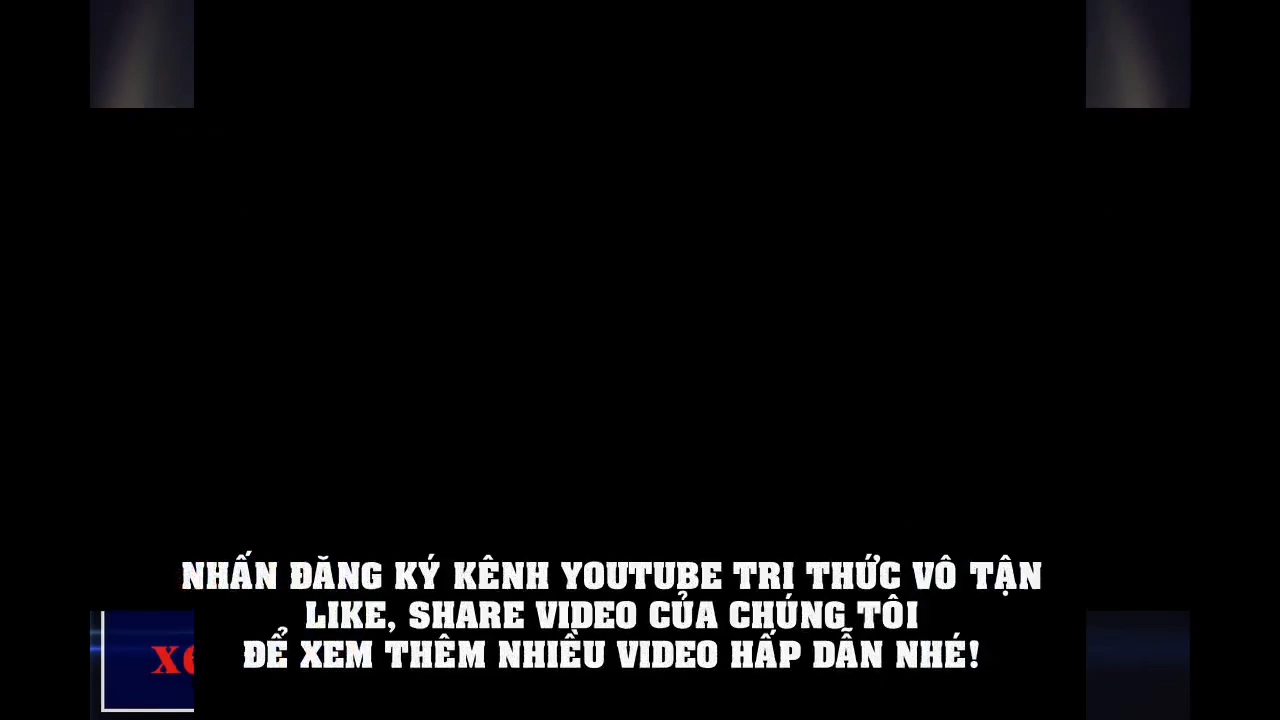 NHẤN ĐĂNG KÝ KÊNH YOUTUBE TRI THỨC VÔ TẬN
LIKE, SHARE VIDEO CỦA CHÚNG TÔI
ĐỂ XEM THÊM NHIỀU VIDEO HẤP DẪN NHÉ!